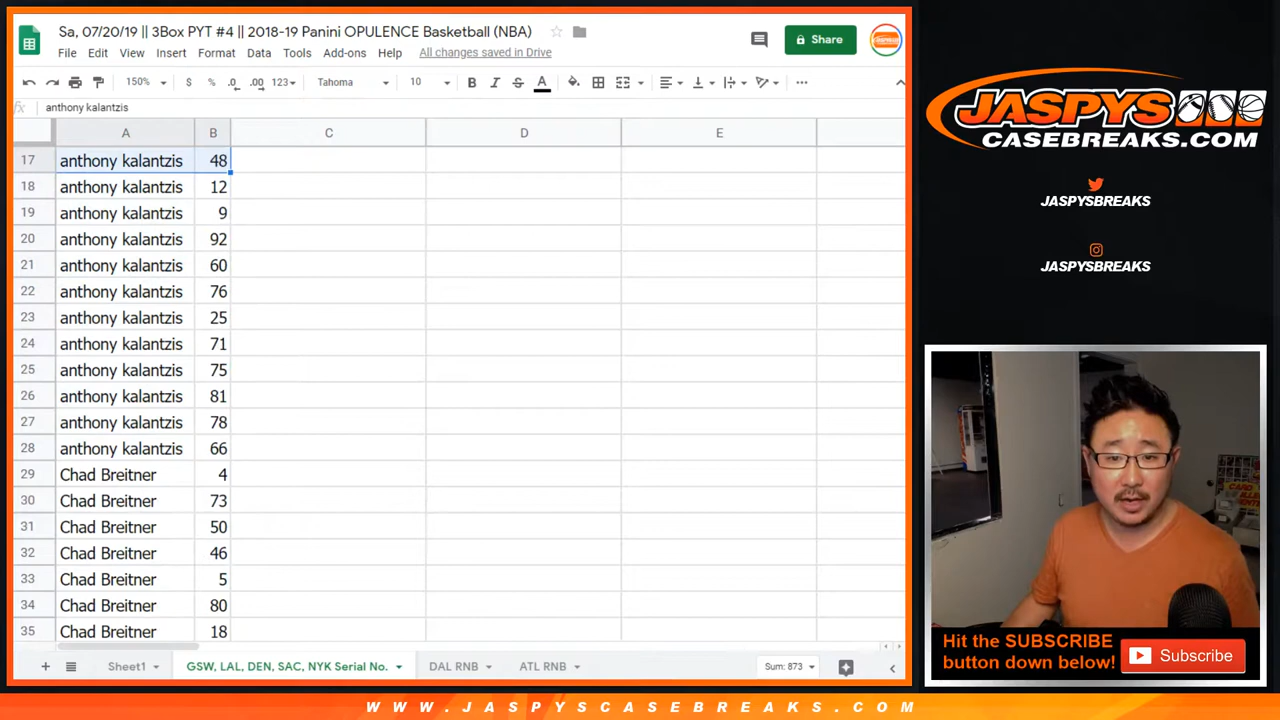 Sa, 07/20/19 || 3Box PYT #4 || 2018-19 Panini OPULENCE Basketball (NBA)
File Edit View Insert Format Data Tools Add-ons Help All changes saved in Drive
Share
150% $ % .0 .00 123 Tahoma 10 B I S A
fx anthony kalantzis
A B C D E
17 anthony kalantzis 48
18 anthony kalantzis 12
19 anthony kalantzis 9
20 anthony kalantzis 92
21 anthony kalantzis 60
22 anthony kalantzis 76
23 anthony kalantzis 25
24 anthony kalantzis 71
25 anthony kalantzis 75
26 anthony kalantzis 81
27 anthony kalantzis 78
28 anthony kalantzis 66
29 Chad Breitner 4
30 Chad Breitner 73
31 Chad Breitner 50
32 Chad Breitner 46
33 Chad Breitner 5
34 Chad Breitner 80
35 Chad Breitner 18
Sheet1 GSW, LAL, DEN, SAC, NYK Serial No. DAL RNB ATL RNB Sum: 873
JASPYS
CASEBREAKS.COM
JASPYSBREAKS
JASPYSBREAKS
Hit the SUBSCRIBE
button down below!
Subscribe
WWW.JASPYSCASEBREAKS.COM